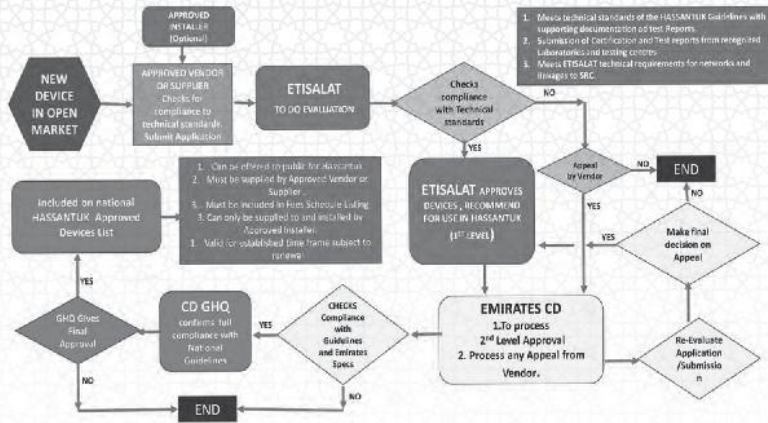 APPROVED
INSTALLER
(Optional)
NEW
DEVICE
IN OPEN
MARKET
APPROVED VENDOR
OR SUPPLIER
Checks for
compliance to
technical standards
Submit Application
ETISALAT
TO DO EVALUATION
Checks
compliance
with Technical
standards
NO
YES
1. Meets technical standards of the HASSANTUK Guidelines with
supporting documentation ad test Reports.
2. Submission of Certification and Test reports from recognized
Laboratories and testing centres
3. Meets ETISALAT technical requirements for networks and
linkages to SRC.
Appeal
by Vendor
NO
END
YES
NO
ETISALAT APPROVES
DEVICES , RECOMMEND
FOR USE IN HASSANTUK
(1ST LEVEL)
YES
Make final
decision on
Appeal
Included on national
HASSANTUK Approved
Devices List
1. Can be offered to public for Hassantuk
2. Must be supplied by Approved Vendor or
Supplier .
3. Must be included in Fees Schedule Listing
3. Can only be supplied to and installed by
Approved Installer.
1. Valid for established time frame subject to
renewal
YES
GHQ Gives
Final
Approval
NO
CD GHQ
confirms full
compliance with
National
Guidelines
YES
CHECKS
Compliance
with
Guidelines
and Emirates
Specs
NO
EMIRATES CD
1.To process
2nd Level Approval
2. Process any Appeal from
Vendor.
Re-Evaluate
Application
/Submissio
n
END